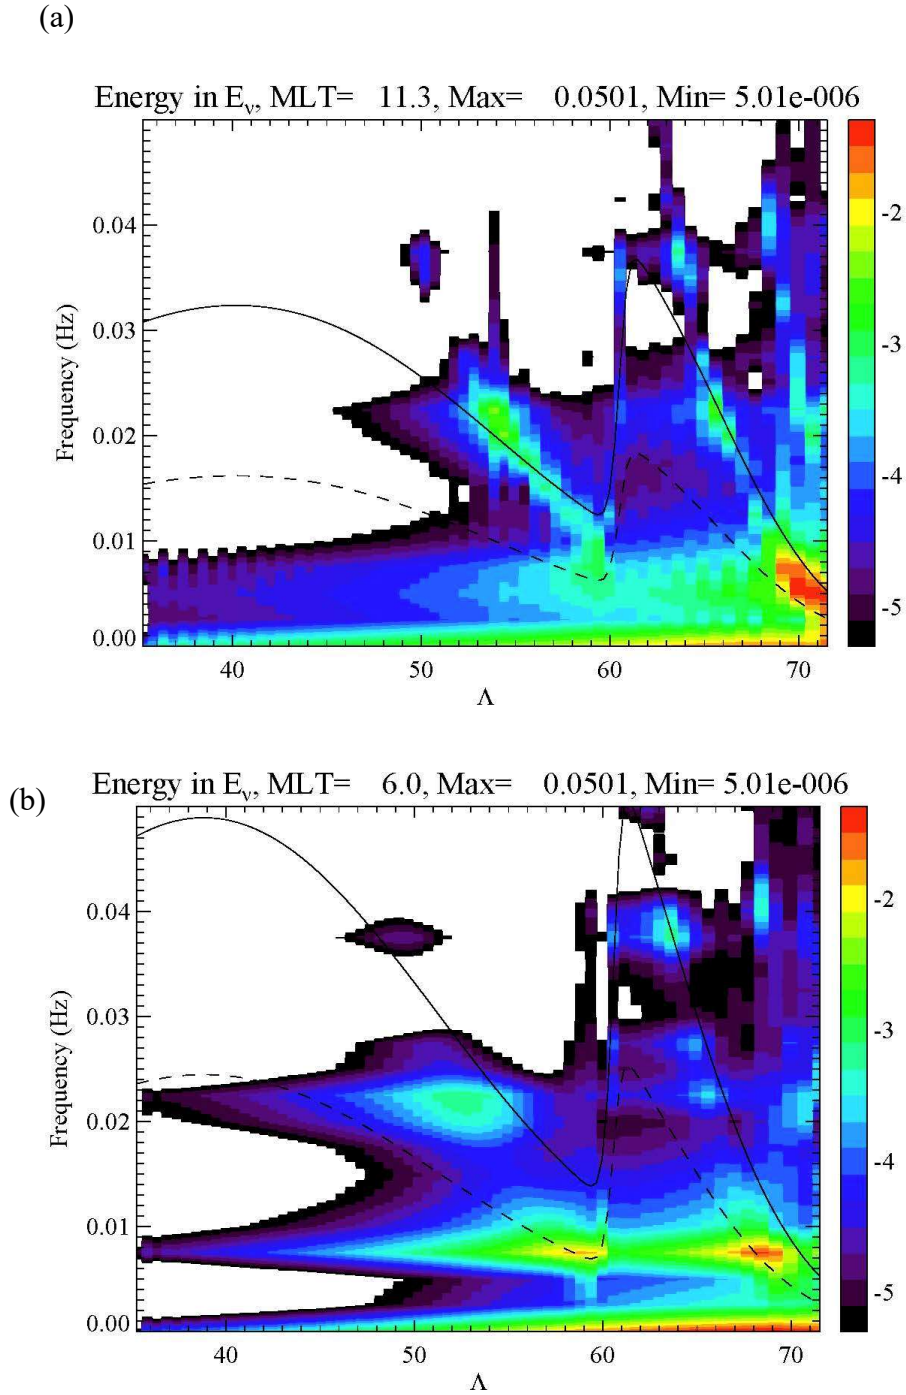 (a)
Energy in Eν, MLT= 11.3, Max= 0.0501, Min= 5.01e-006
0.04
0.03
0.02
0.01
0.00
Frequency (Hz)
40 50 60 70
Λ
-2
-3
-4
-5
(b)
Energy in Eν, MLT= 6.0, Max= 0.0501, Min= 5.01e-006
0.04
0.03
0.02
0.01
0.00
Frequency (Hz)
40 50 60 70
Λ
-2
-3
-4
-5